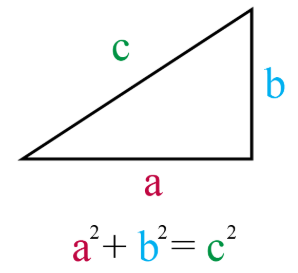 c
b
a
a² + b² = c²